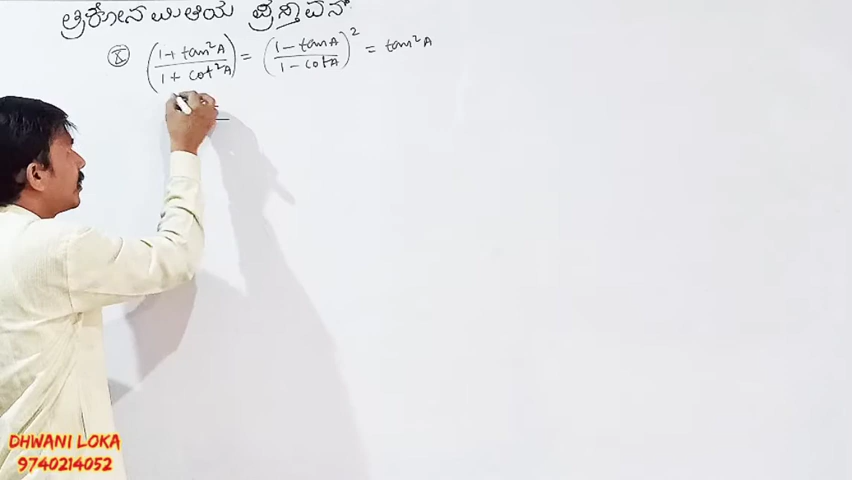 ತ್ರಿಕೋನ ಮಿತಿಯ ಪ್ರಸ್ತಾವನೆ
Ⓧ (1 + tan²A / 1 + cot²A) = (1 − tanA / 1 − cotA)² = tan²A
DHWANI LOKA
9740214052